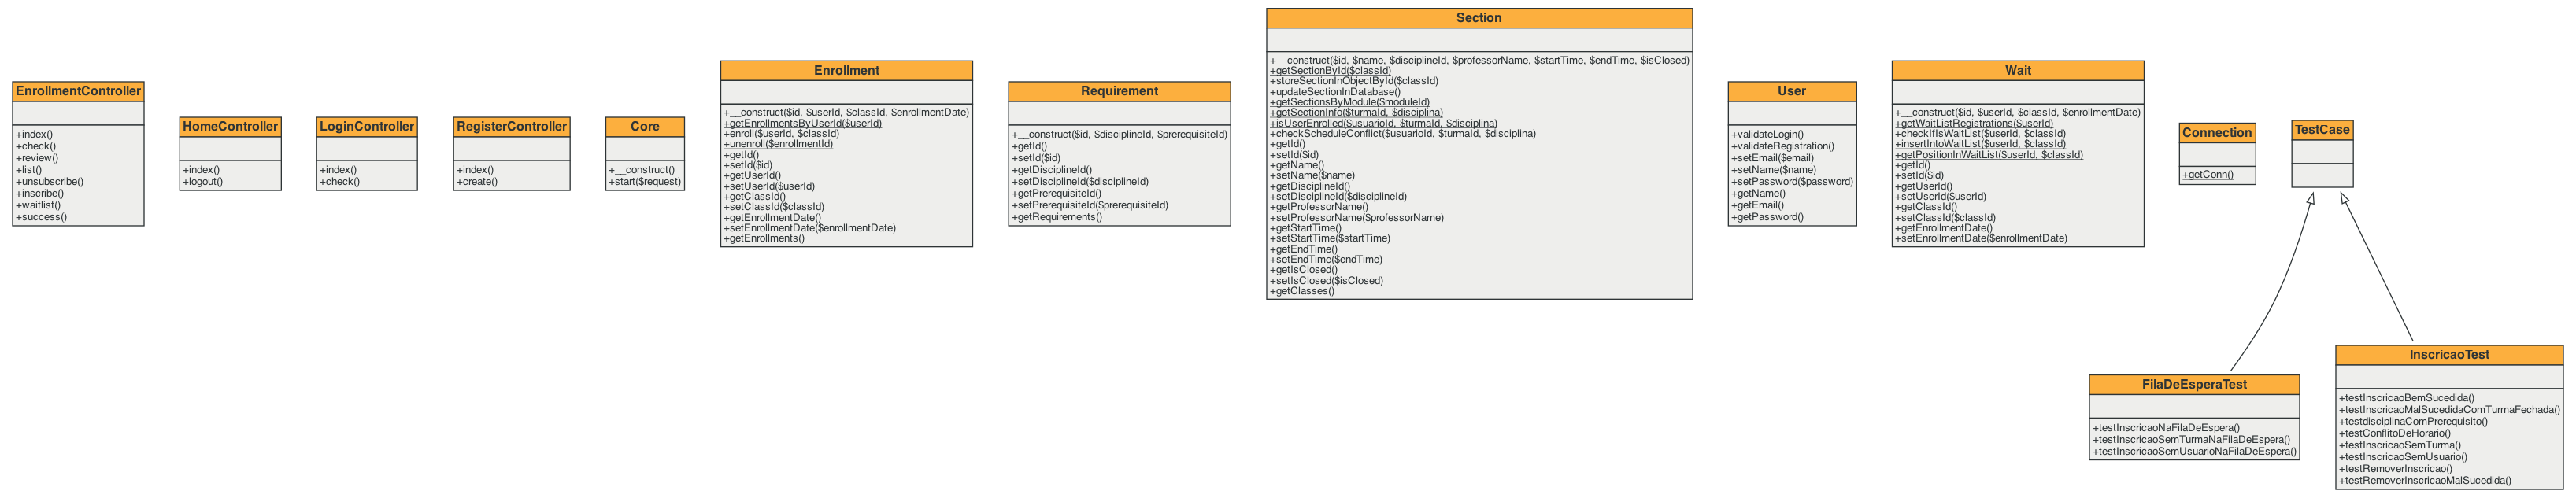 EnrollmentController
+index()
+check()
+review()
+list()
+unsubscribe()
+inscribe()
+waitlist()
+success()
HomeController
+index()
+logout()
LoginController
+index()
+check()
RegisterController
+index()
+create()
Core
+__construct()
+start($request)
Enrollment
+__construct($id, $userId, $classId, $enrollmentDate)
+getEnrollmentsByUserId($userId)
+enroll($userId, $classId)
+unenroll($enrollmentId)
+getId()
+setId($id)
+getUserId()
+setUserId($userId)
+getClassId()
+setClassId($classId)
+getEnrollmentDate()
+setEnrollmentDate($enrollmentDate)
+getEnrollments()
Requirement
+__construct($id, $disciplineId, $prerequisiteId)
+getId()
+setId($id)
+getDisciplineId()
+setDisciplineId($disciplineId)
+getPrerequisiteId()
+setPrerequisiteId($prerequisiteId)
+getRequirements()
Section
+__construct($id, $name, $disciplineId, $professorName, $startTime, $endTime, $isClosed)
+getSectionById($classId)
+storeSectionInObjectById($classId)
+updateSectionInDatabase()
+getSectionsByModule($moduleId)
+getSectionInfo($turmaId, $disciplina)
+isUserEnrolled($usuarioId, $turmaId, $disciplina)
+checkScheduleConflict($usuarioId, $turmaId, $disciplina)
+getId()
+setId($id)
+getName()
+setName($name)
+getDisciplineId()
+setDisciplineId($disciplineId)
+getProfessorName()
+setProfessorName($professorName)
+getStartTime()
+setStartTime($startTime)
+getEndTime()
+setEndTime($endTime)
+getIsClosed()
+setIsClosed($isClosed)
+getClasses()
User
+validateLogin()
+validateRegistration()
+setEmail($email)
+setName($name)
+setPassword($password)
+getName()
+getEmail()
+getPassword()
Wait
+__construct($id, $userId, $classId, $enrollmentDate)
+getWaitListRegistrations($userId)
+checkIfIsWaitList($userId, $classId)
+insertIntoWaitList($userId, $classId)
+getPositionInWaitList($userId, $classId)
+getId()
+setId($id)
+getUserId()
+setUserId($userId)
+getClassId()
+setClassId($classId)
+getEnrollmentDate()
+setEnrollmentDate($enrollmentDate)
Connection
+getConn()
TestCase
FilaDeEsperaTest
+testInscricaoNaFilaDeEspera()
+testInscricaoSemTurmaNaFilaDeEspera()
+testInscricaoSemUsuarioNaFilaDeEspera()
InscricaoTest
+testInscricaoBemSucedida()
+testInscricaoMalSucedidaComTurmaFechada()
+testdisciplinaComPrerequisito()
+testConflitoDeHorario()
+testInscricaoSemTurma()
+testInscricaoSemUsuario()
+testRemoverInscricao()
+testRemoverInscricaoMalSucedida()